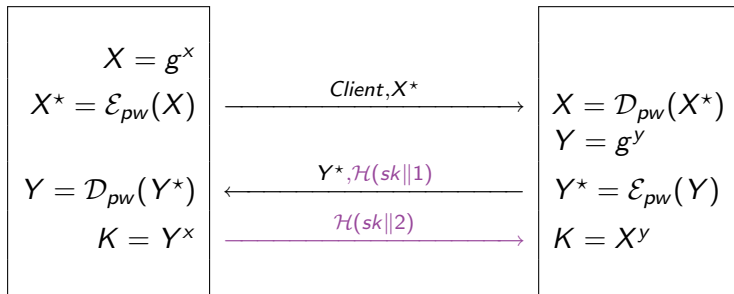 X = g^x
X⋆ = ℰ_pw(X)
Client,X⋆
X = 𝒟_pw(X⋆)
Y = g^y
Y⋆,ℋ(sk‖1)
Y = 𝒟_pw(Y⋆)
Y⋆ = ℰ_pw(Y)
ℋ(sk‖2)
K = Y^x
K = X^y